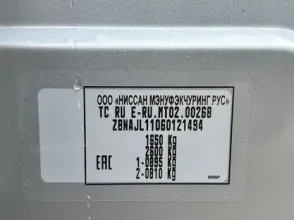 ООО «НИССАН МЭНУФЭКЧУРИНГ РУС»
TC RU E-RU.MT02.00268
Z8NAJL11060121494
1650 Kg
2600 Kg
1-0895 Kg
2-0810 Kg
EAC